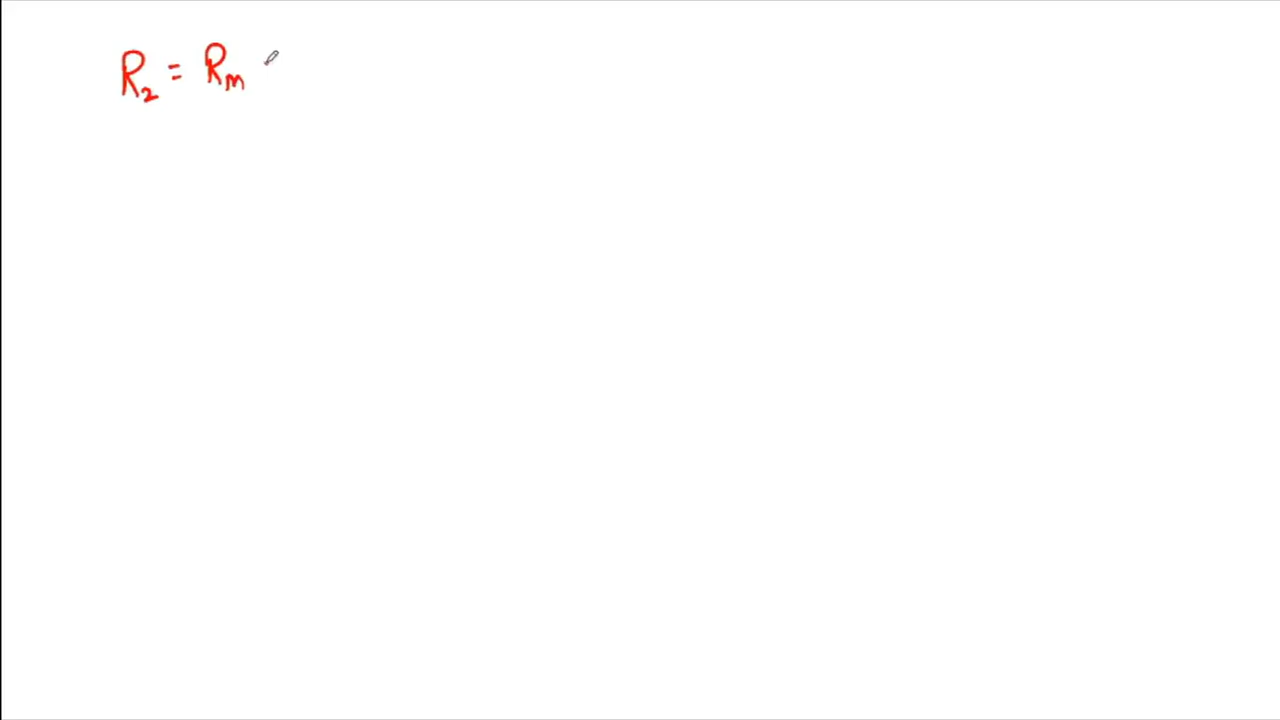 R₂ = Rₘ